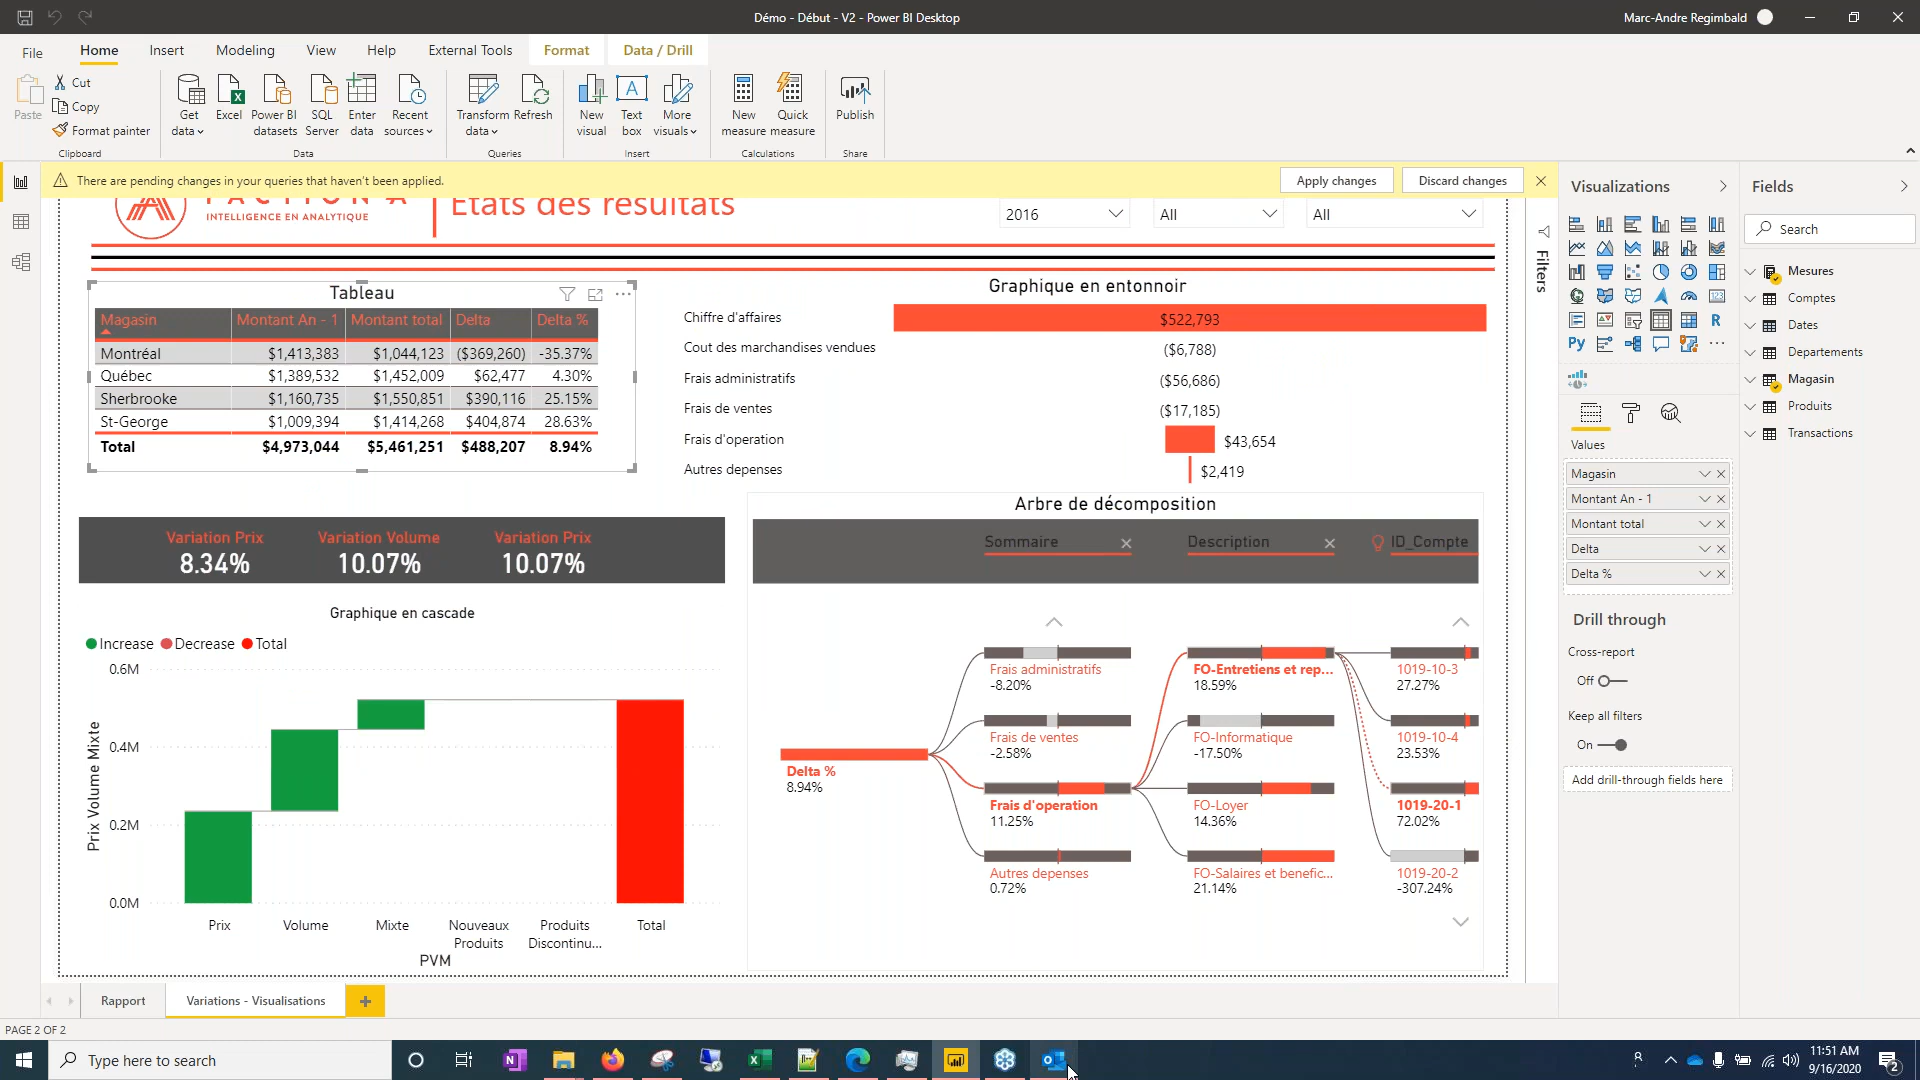 Démo - Début - V2 - Power BI Desktop
Marc-Andre Regimbald
File
Home
Insert
Modeling
View
Help
External Tools
Format
Data / Drill
Paste
Cut
Copy
Format painter
Clipboard
Get data
Excel
Power BI datasets
SQL Server
Enter data
Recent sources
Data
Transform data
Refresh
Queries
New visual
Text box
More visuals
Insert
New measure
Quick measure
Calculations
Publish
Share
There are pending changes in your queries that haven't been applied.
Apply changes
Discard changes
INTELLIGENCE EN ANALYTIQUE
États des résultats
2016
All
All
Filters
Tableau
Magasin Montant An - 1 Montant total Delta Delta %
Montréal $1,413,383 $1,044,123 ($369,260) -35.37%
Québec $1,389,532 $1,452,009 $62,477 4.30%
Sherbrooke $1,160,735 $1,550,851 $390,116 25.15%
St-George $1,009,394 $1,414,268 $404,874 28.63%
Total $4,973,044 $5,461,251 $488,207 8.94%
Graphique en entonnoir
Chiffre d'affaires $522,793
Cout des marchandises vendues ($6,788)
Frais administratifs ($56,686)
Frais de ventes ($17,185)
Frais d'operation $43,654
Autres depenses $2,419
Variation Prix Variation Volume Variation Prix
8.34% 10.07% 10.07%
Graphique en cascade
Increase Decrease Total
Prix Volume Mixte
0.6M
0.4M
0.2M
0.0M
Prix
Volume
Mixte
Nouveaux Produits
Produits Discontinu...
Total
PVM
Arbre de décomposition
Sommaire
Description
ID_Compte
Delta %
8.94%
Frais administratifs
-8.20%
Frais de ventes
-2.58%
Frais d'operation
11.25%
Autres depenses
0.72%
FO-Entretiens et rep...
18.59%
FO-Informatique
-17.50%
FO-Loyer
14.36%
FO-Salaires et benefic...
21.14%
1019-10-3
27.27%
1019-10-4
23.53%
1019-20-1
72.02%
1019-20-2
-307.24%
Visualizations
R
Py
Values
Magasin
Montant An - 1
Montant total
Delta
Delta %
Drill through
Cross-report
Off
Keep all filters
On
Add drill-through fields here
Fields
Search
Mesures
Comptes
Dates
Departements
Magasin
Produits
Transactions
Rapport
Variations - Visualisations
PAGE 2 OF 2
Type here to search
11:51 AM
9/16/2020
2